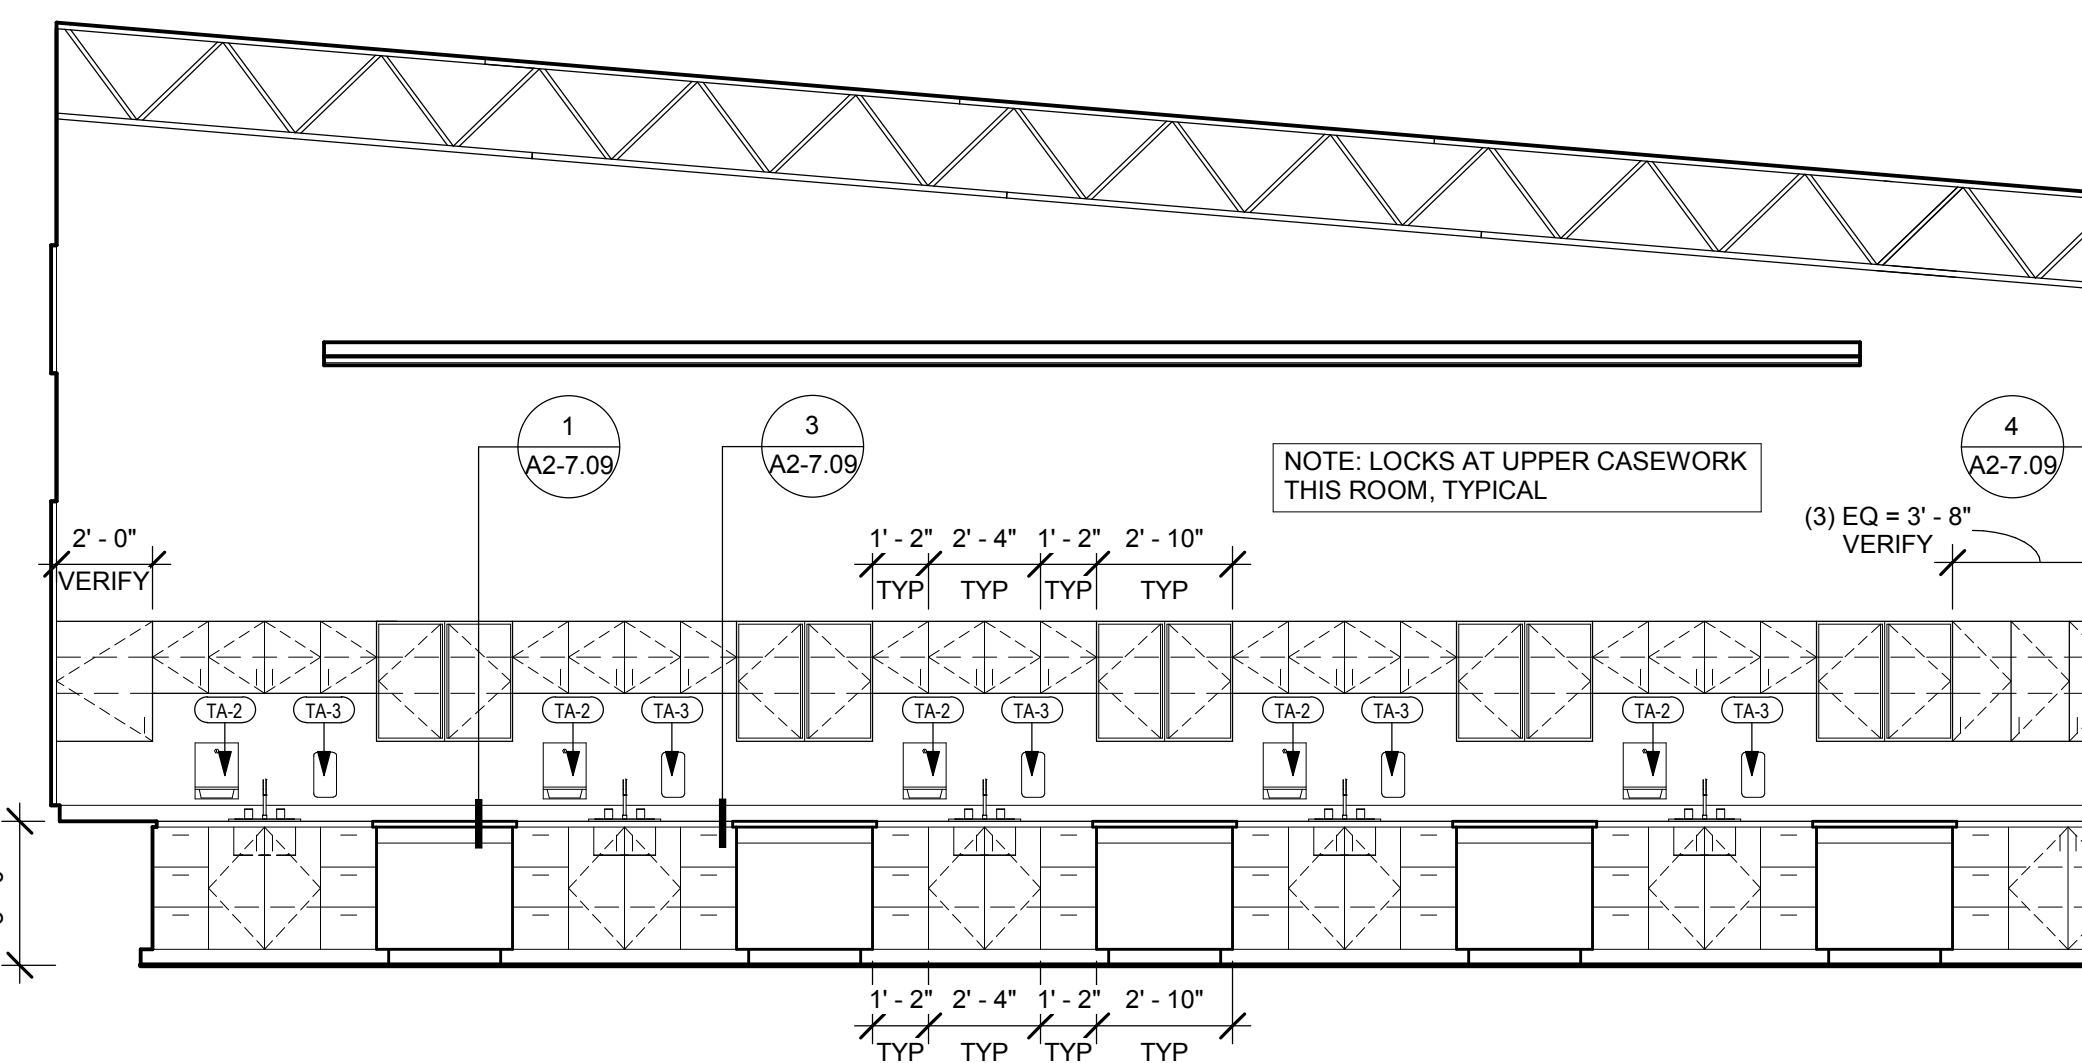 1
A2-7.09
3
A2-7.09
4
A2-7.09
NOTE: LOCKS AT UPPER CASEWORK
THIS ROOM, TYPICAL
(3) EQ = 3' - 8"
VERIFY
2' - 0"
VERIFY
1' - 2" 2' - 4" 1' - 2" 2' - 10"
TYP TYP TYP TYP
TA-2 TA-3 TA-2 TA-3 TA-2 TA-3 TA-2 TA-3 TA-2 TA-3
1' - 2" 2' - 4" 1' - 2" 2' - 10"
TYP TYP TYP TYP